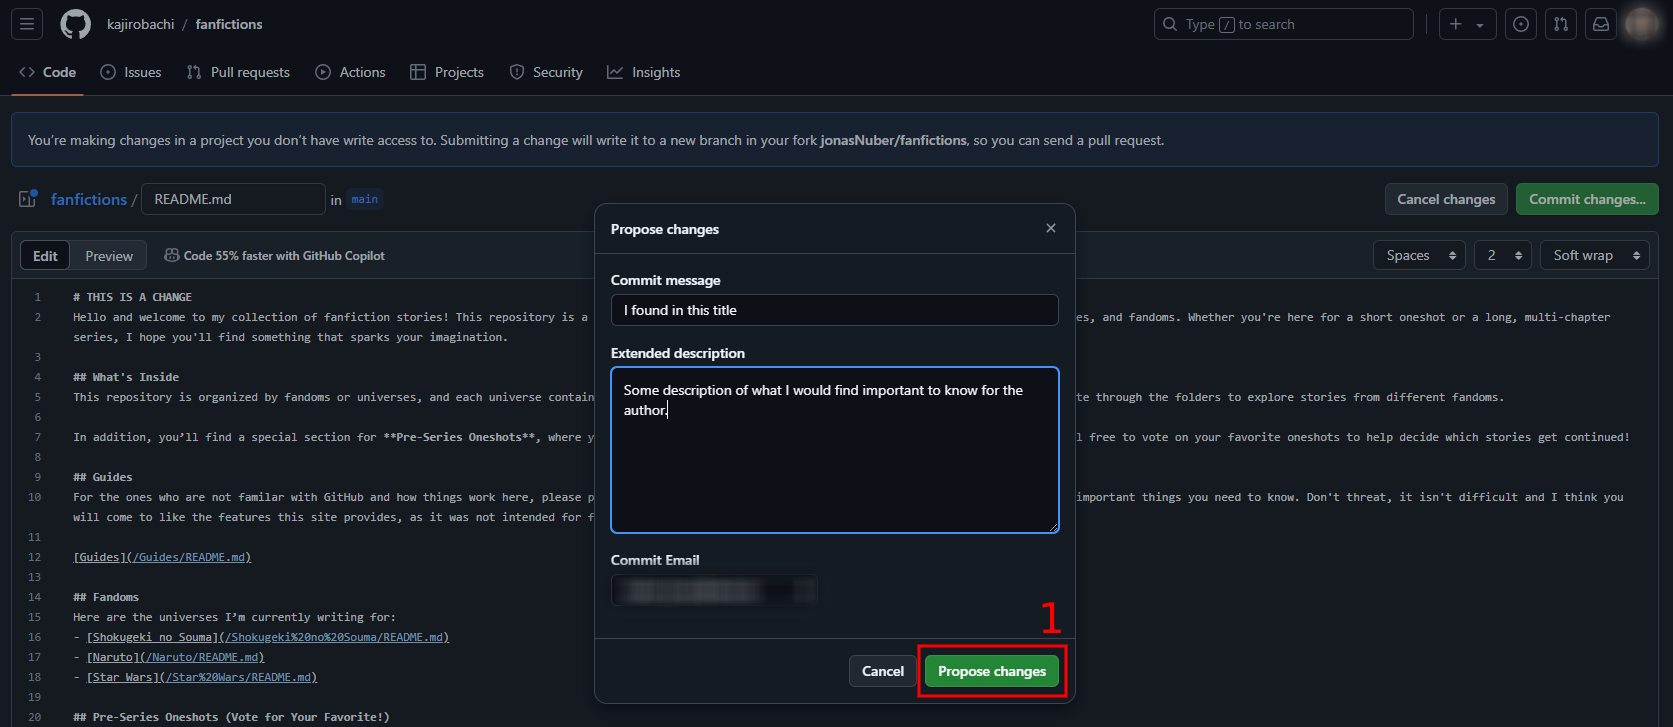 kajirobachi / fanfictions
Type / to search
Code Issues Pull requests Actions Projects Security Insights
You’re making changes in a project you don’t have write access to. Submitting a change will write it to a new branch in your fork jonasNuber/fanfictions, so you can send a pull request.
fanfictions / README.md in main
Cancel changes Commit changes...
Edit Preview Code 55% faster with GitHub Copilot
Spaces 2 Soft wrap
1 # THIS IS A CHANGE
2 Hello and welcome to my collection of fanfiction stories! This repository is a
es, and fandoms. Whether you're here for a short oneshot or a long, multi-chapter
series, I hope you'll find something that sparks your imagination.
3
4 ## What's Inside
5 This repository is organized by fandoms or universes, and each universe contain
te through the folders to explore stories from different fandoms.
6
7 In addition, you’ll find a special section for **Pre-Series Oneshots**, where y
l free to vote on your favorite oneshots to help decide which stories get continued!
8
9 ## Guides
10 For the ones who are not familar with GitHub and how things work here, please p
important things you need to know. Don't threat, it isn't difficult and I think you
will come to like the features this site provides, as it was not intended for f
11
12 [Guides](/Guides/README.md)
13
14 ## Fandoms
15 Here are the universes I’m currently writing for:
16 - [Shokugeki no Souma](/Shokugeki%20no%20Souma/README.md)
17 - [Naruto](/Naruto/README.md)
18 - [Star Wars](/Star%20Wars/README.md)
19
20 ## Pre-Series Oneshots (Vote for Your Favorite!)
Propose changes
Commit message
I found in this title
Extended description
Some description of what I would find important to know for the
author.
Commit Email
1
Cancel Propose changes